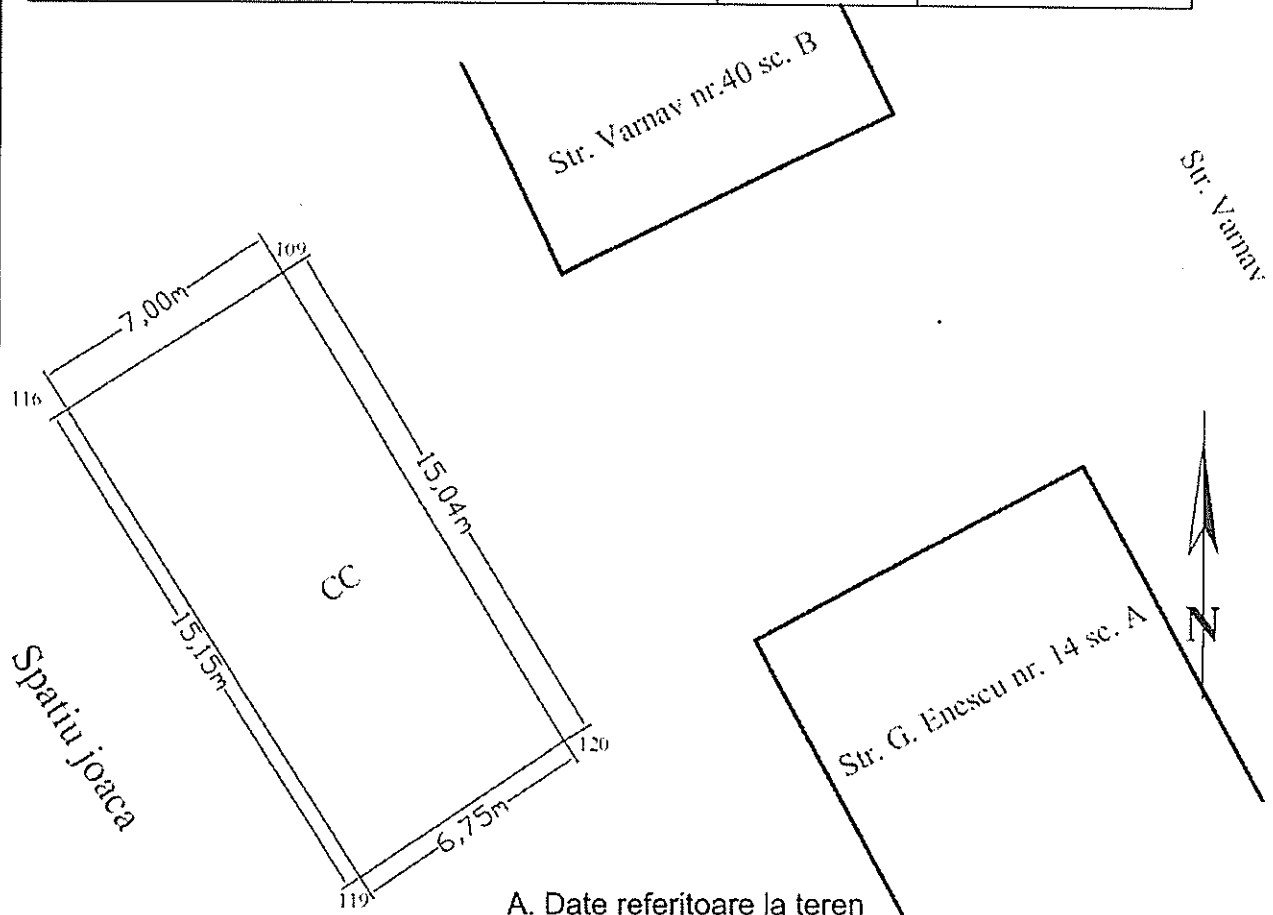 Str. Varnav nr.40 sc. B
Str. Varnav
109
7,00m
116
15,04m
CC
15,15m
Spatiu joaca
N
Str. G. Enescu nr. 14 sc. A
120
6,75m
119
A. Date referitoare la teren